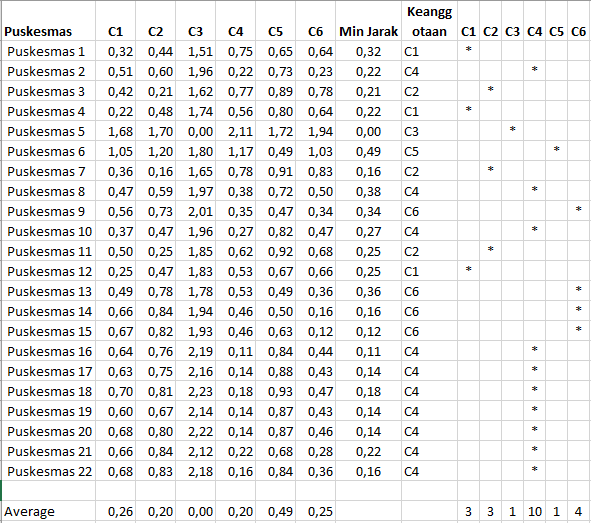 Puskesmas C1 C2 C3 C4 C5 C6 Min Jarak Keangg otaan C1 C2 C3 C4 C5 C6
Puskesmas 1 0,32 0,44 1,51 0,75 0,65 0,64 0,32 C1 *
Puskesmas 2 0,51 0,60 1,96 0,22 0,73 0,23 0,22 C4 *
Puskesmas 3 0,42 0,21 1,62 0,77 0,89 0,78 0,21 C2 *
Puskesmas 4 0,22 0,48 1,74 0,56 0,80 0,64 0,22 C1 *
Puskesmas 5 1,68 1,70 0,00 2,11 1,72 1,94 0,00 C3 *
Puskesmas 6 1,05 1,20 1,80 1,17 0,49 1,03 0,49 C5 *
Puskesmas 7 0,36 0,16 1,65 0,78 0,91 0,83 0,16 C2 *
Puskesmas 8 0,47 0,59 1,97 0,38 0,72 0,50 0,38 C4 *
Puskesmas 9 0,56 0,73 2,01 0,35 0,47 0,34 0,34 C6 *
Puskesmas 10 0,37 0,47 1,96 0,27 0,82 0,47 0,27 C4 *
Puskesmas 11 0,50 0,25 1,85 0,62 0,92 0,68 0,25 C2 *
Puskesmas 12 0,25 0,47 1,83 0,53 0,67 0,66 0,25 C1 *
Puskesmas 13 0,49 0,78 1,78 0,53 0,49 0,36 0,36 C6 *
Puskesmas 14 0,66 0,84 1,94 0,46 0,50 0,16 0,16 C6 *
Puskesmas 15 0,67 0,82 1,93 0,46 0,63 0,12 0,12 C6 *
Puskesmas 16 0,64 0,76 2,19 0,11 0,84 0,44 0,11 C4 *
Puskesmas 17 0,63 0,75 2,16 0,14 0,88 0,43 0,14 C4 *
Puskesmas 18 0,70 0,81 2,23 0,18 0,93 0,47 0,18 C4 *
Puskesmas 19 0,60 0,67 2,14 0,14 0,87 0,43 0,14 C4 *
Puskesmas 20 0,68 0,80 2,22 0,14 0,87 0,46 0,14 C4 *
Puskesmas 21 0,66 0,84 2,12 0,22 0,68 0,28 0,22 C4 *
Puskesmas 22 0,68 0,83 2,18 0,16 0,84 0,36 0,16 C4 *
Average 0,26 0,20 0,00 0,20 0,49 0,25 3 3 1 10 1 4